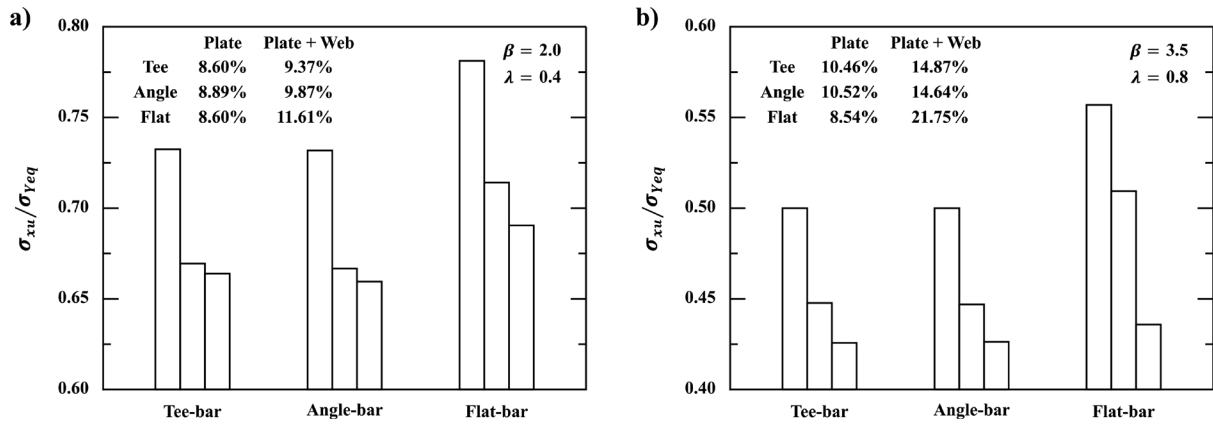 a)
0.80
0.75
0.70
0.65
0.60
σxu/σYeq
Plate Plate + Web
Tee 8.60% 9.37%
Angle 8.89% 9.87%
Flat 8.60% 11.61%
β = 2.0
λ = 0.4
Tee-bar Angle-bar Flat-bar
b)
0.60
0.55
0.50
0.45
0.40
σxu/σYeq
Plate Plate + Web
Tee 10.46% 14.87%
Angle 10.52% 14.64%
Flat 8.54% 21.75%
β = 3.5
λ = 0.8
Tee-bar Angle-bar Flat-bar